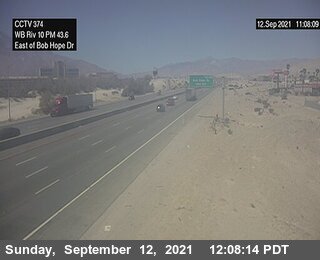 CCTV 374
WB Riv 10 PM 43.6
East of Bob Hope Dr
12.Sep 2021 11:08:09
Sunday, September 12, 2021 12:08:14 PDT